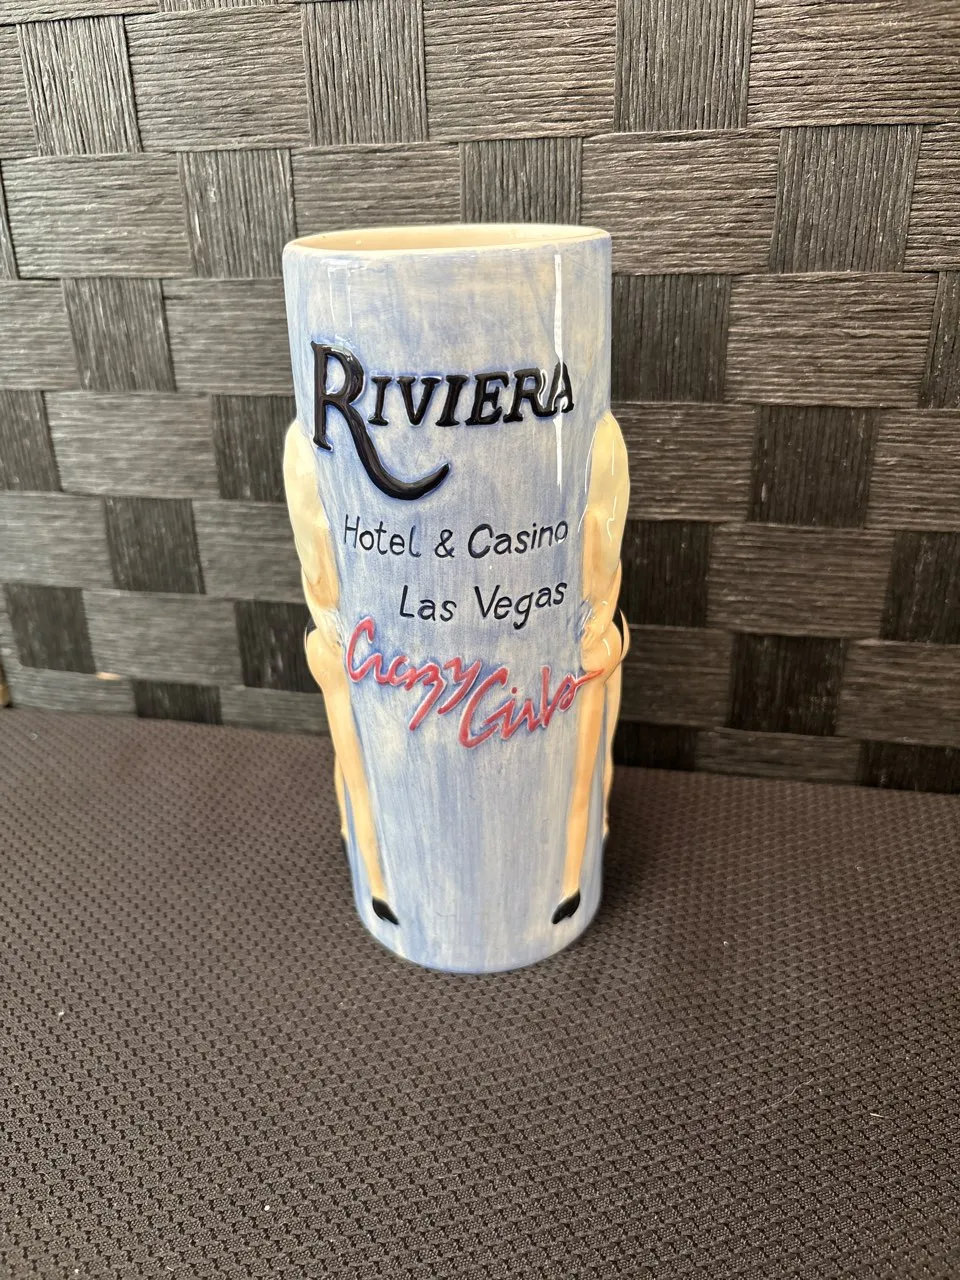 RIVIERA
Hotel & Casino
Las Vegas
Crazy Girls